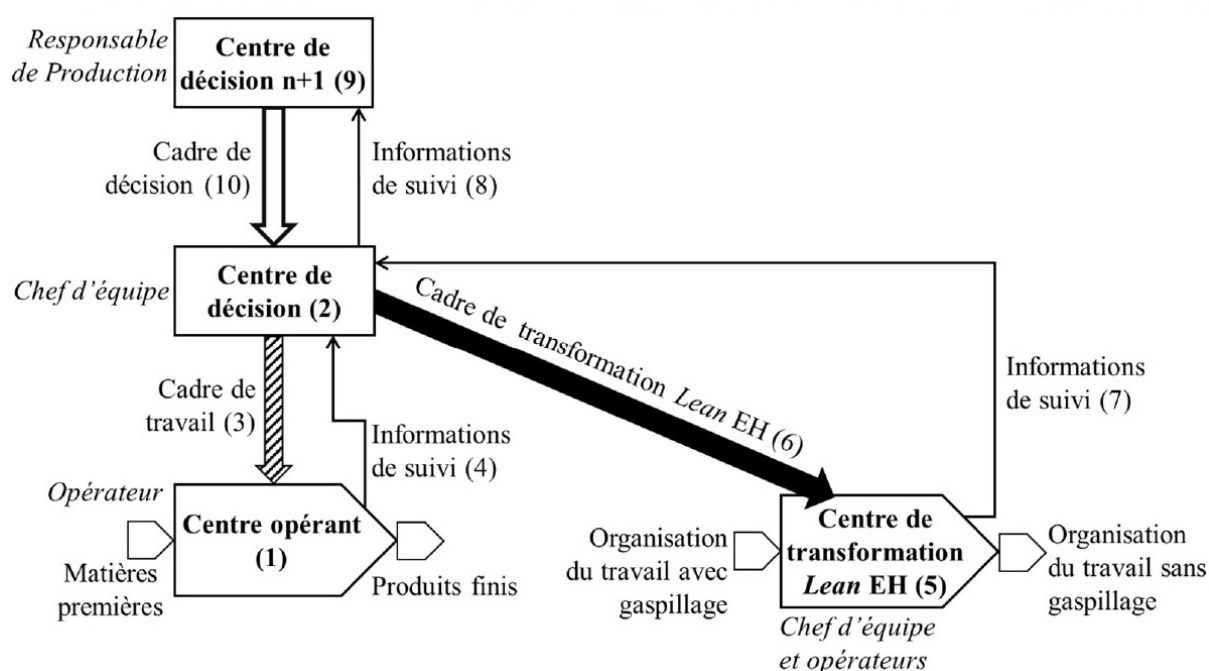 Responsable
de Production
Centre de
décision n+1 (9)
Cadre de
décision (10)
Informations
de suivi (8)
Chef d'équipe
Centre de
décision (2)
Cadre de transformation Lean EH (6)
Cadre de
travail (3)
Informations
de suivi (4)
Informations
de suivi (7)
Opérateur
Centre opérant
(1)
Matières
premières
Produits finis
Organisation
du travail avec
gaspillage
Centre de
transformation
Lean EH (5)
Organisation
du travail sans
gaspillage
Chef d'équipe
et opérateurs